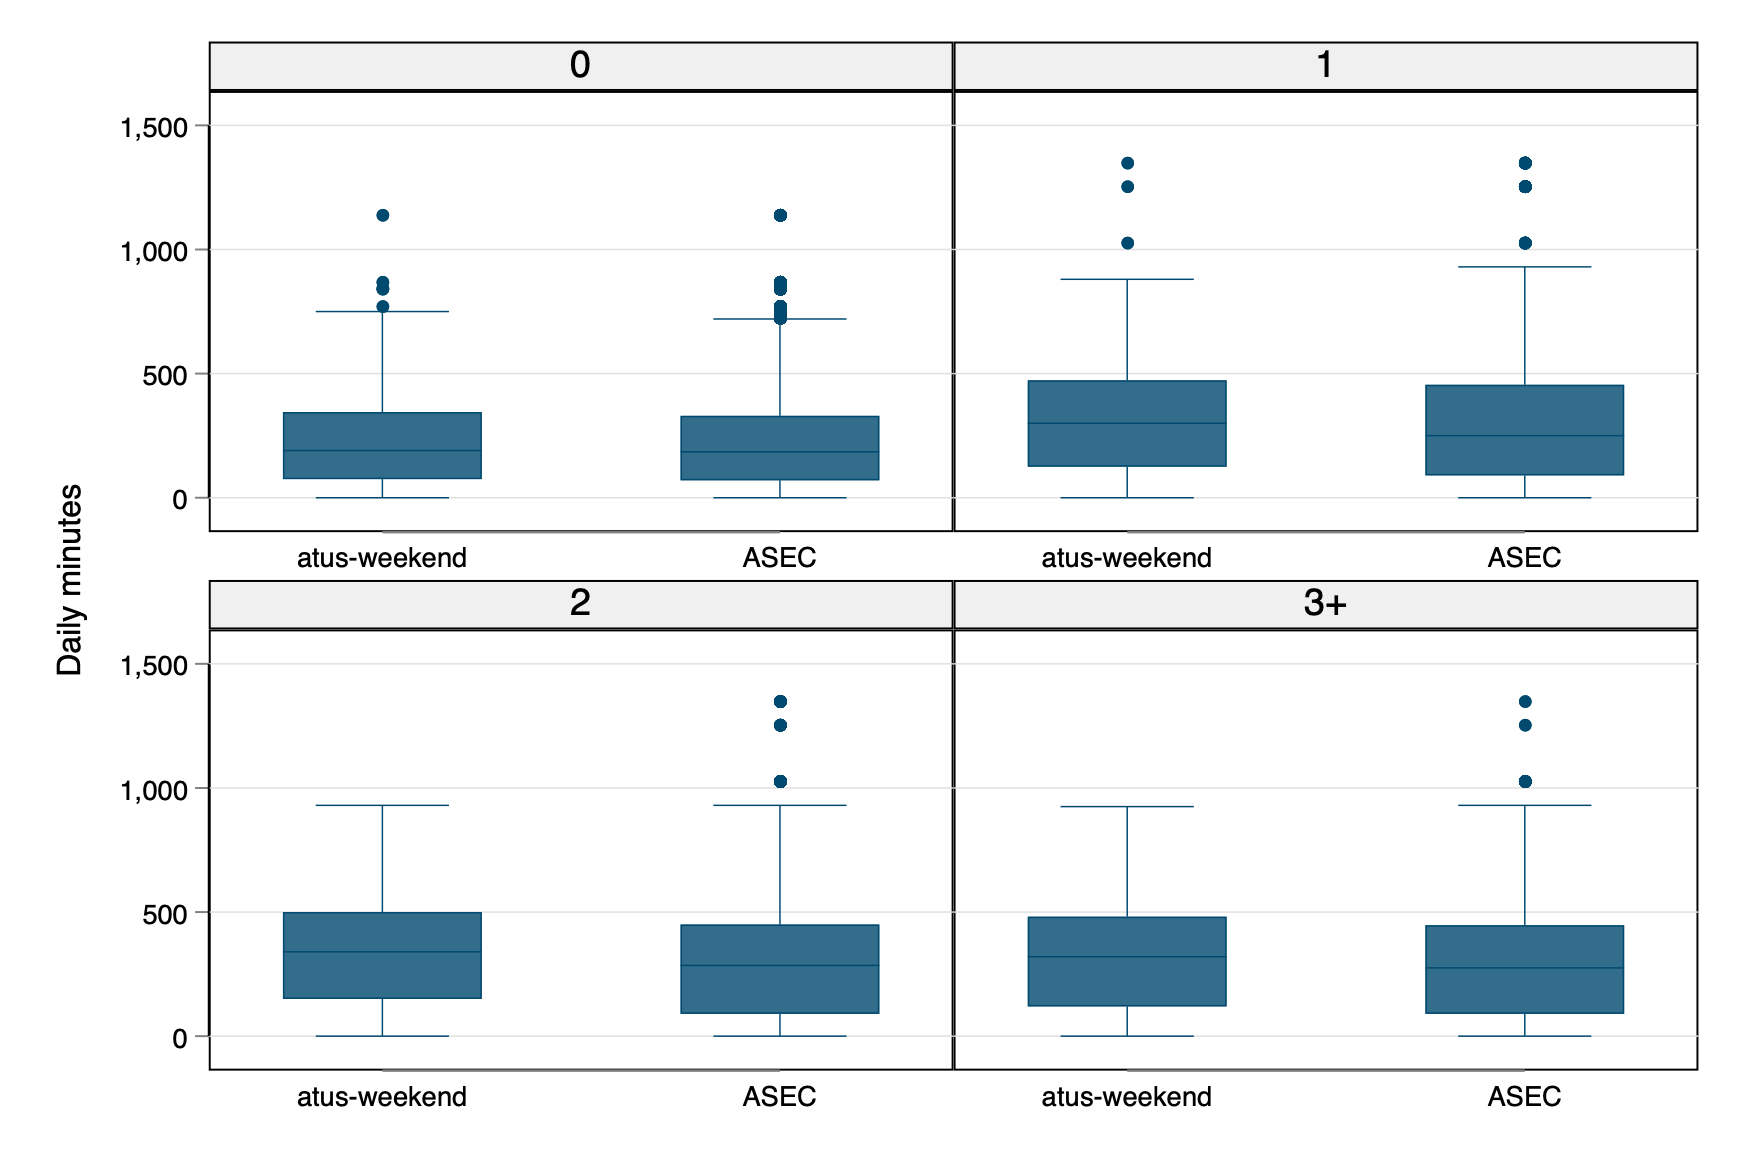 0
1
1,500
1,000
500
0
atus-weekend
ASEC
atus-weekend
ASEC
Daily minutes
2
3+
1,500
1,000
500
0
atus-weekend
ASEC
atus-weekend
ASEC